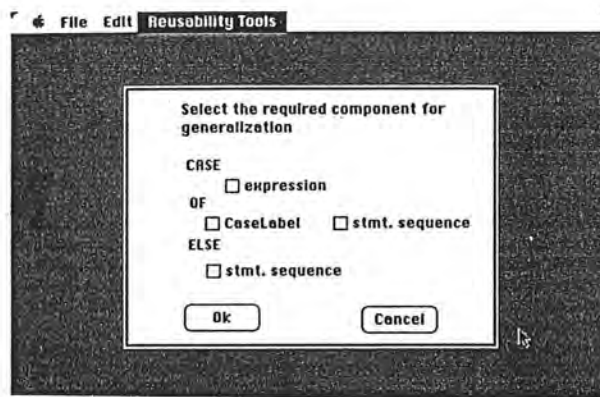 File Edit Reusability Tools
Select the required component for
generalization
CASE
expression
OF
CaseLabel stmt. sequence
ELSE
stmt. sequence
Ok Cancel